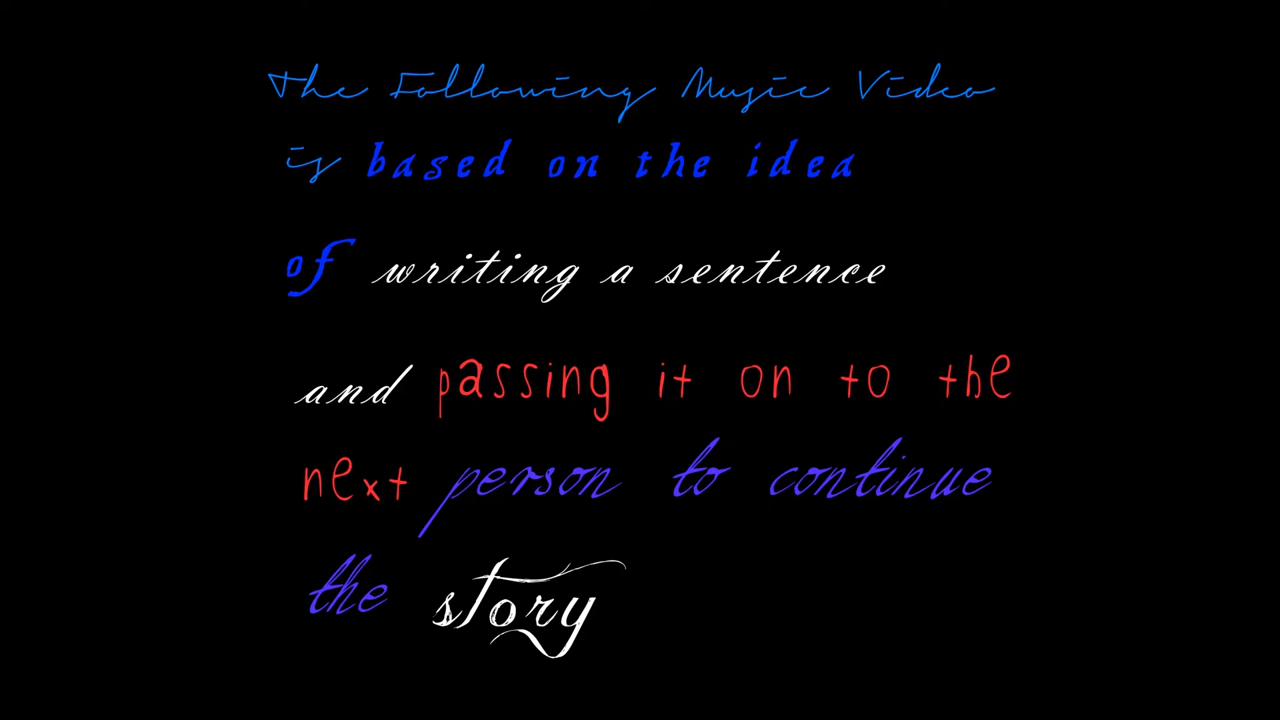 The Following Music Video
is based on the idea
of writing a sentence
and passing it on to the
next person to continue
the story